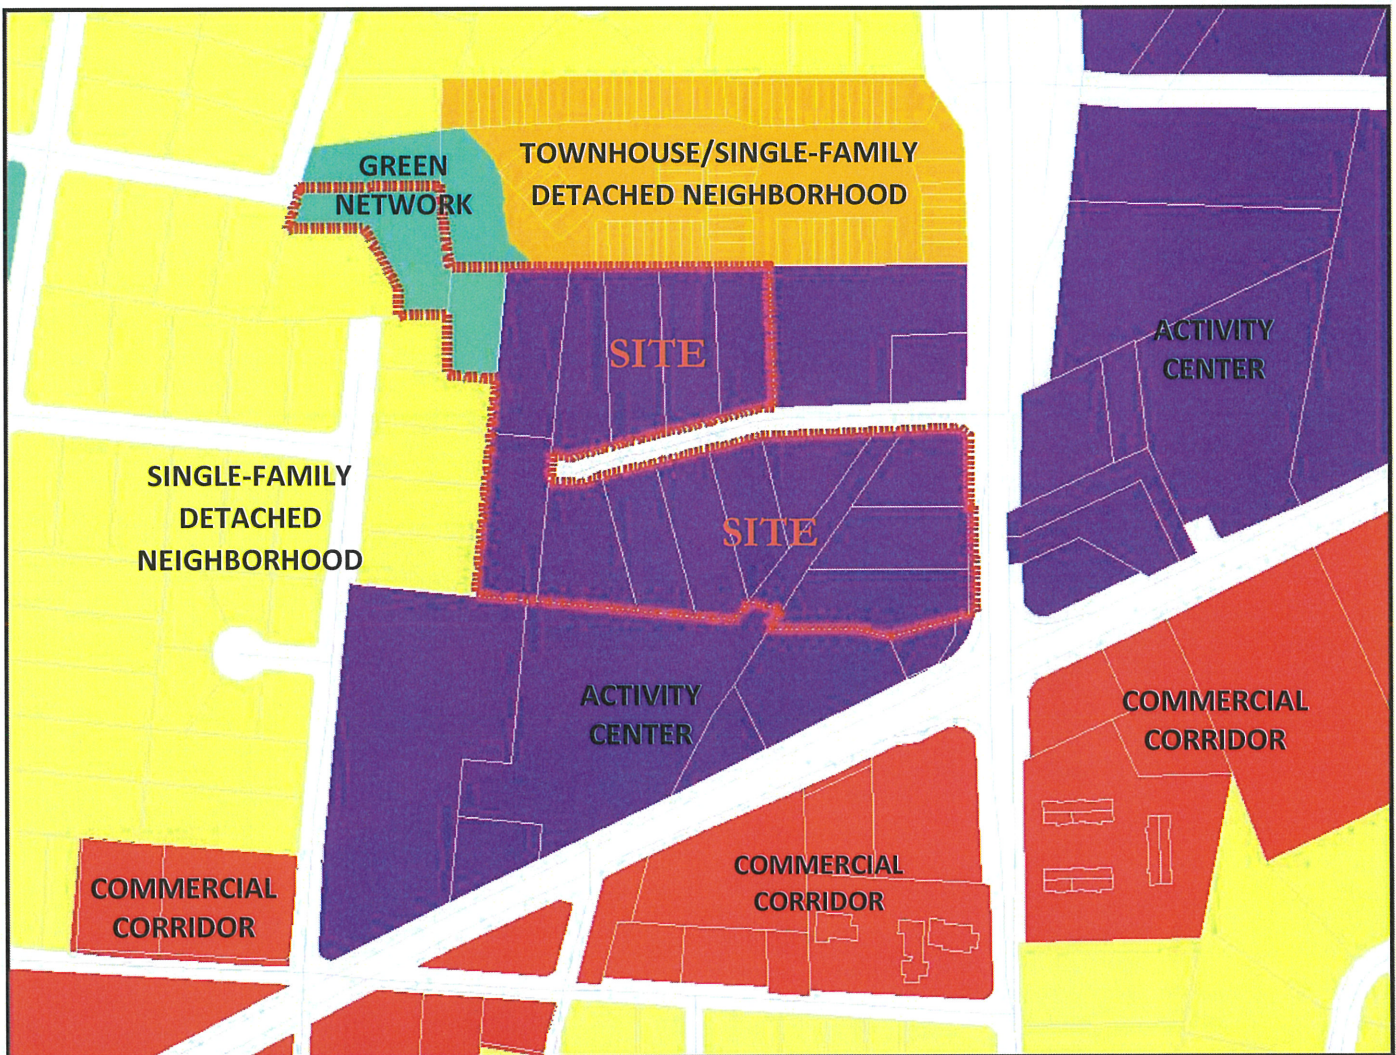 GREEN
NETWORK
TOWNHOUSE/SINGLE-FAMILY
DETACHED NEIGHBORHOOD
SITE
ACTIVITY
CENTER
SINGLE-FAMILY
DETACHED
NEIGHBORHOOD
SITE
ACTIVITY
CENTER
COMMERCIAL
CORRIDOR
COMMERCIAL
CORRIDOR
COMMERCIAL
CORRIDOR